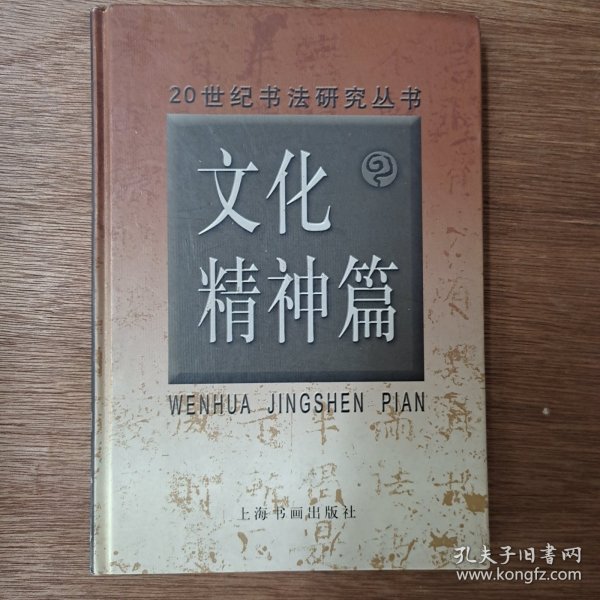 20世纪书法研究丛书
文化
精神篇
WENHUA JINGSHEN PIAN
上海书画出版社
孔夫子旧书网
www.kongfz.com